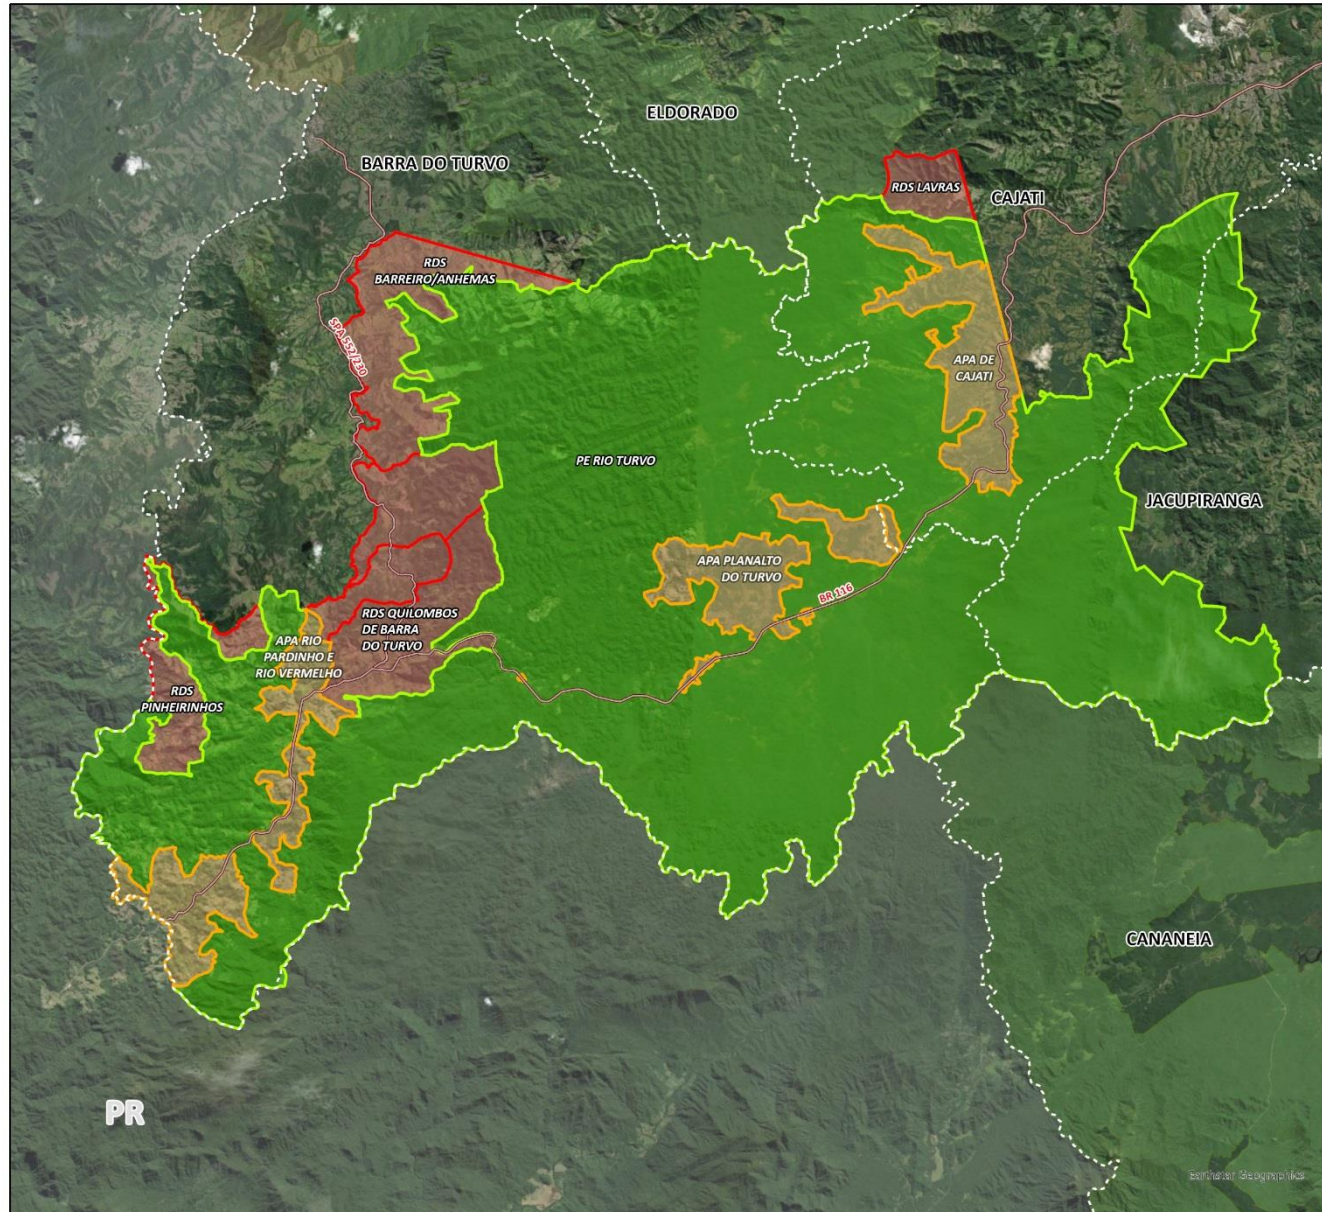 ELDORADO
BARRA DO TURVO
RDS LAVRAS
CAJATI
RDS
BARREIRO/ANHEMAS
SPA 552/230
APA DE
CAJATI
PE RIO TURVO
JACUPIRANGA
APA PLANALTO
DO TURVO
BR 116
RDS QUILOMBOS
DE BARRA
DO TURVO
APA RIO
PARDINHO E
RIO VERMELHO
RDS
PINHEIRINHOS
CANANEIA
PR
Earthstar Geographics